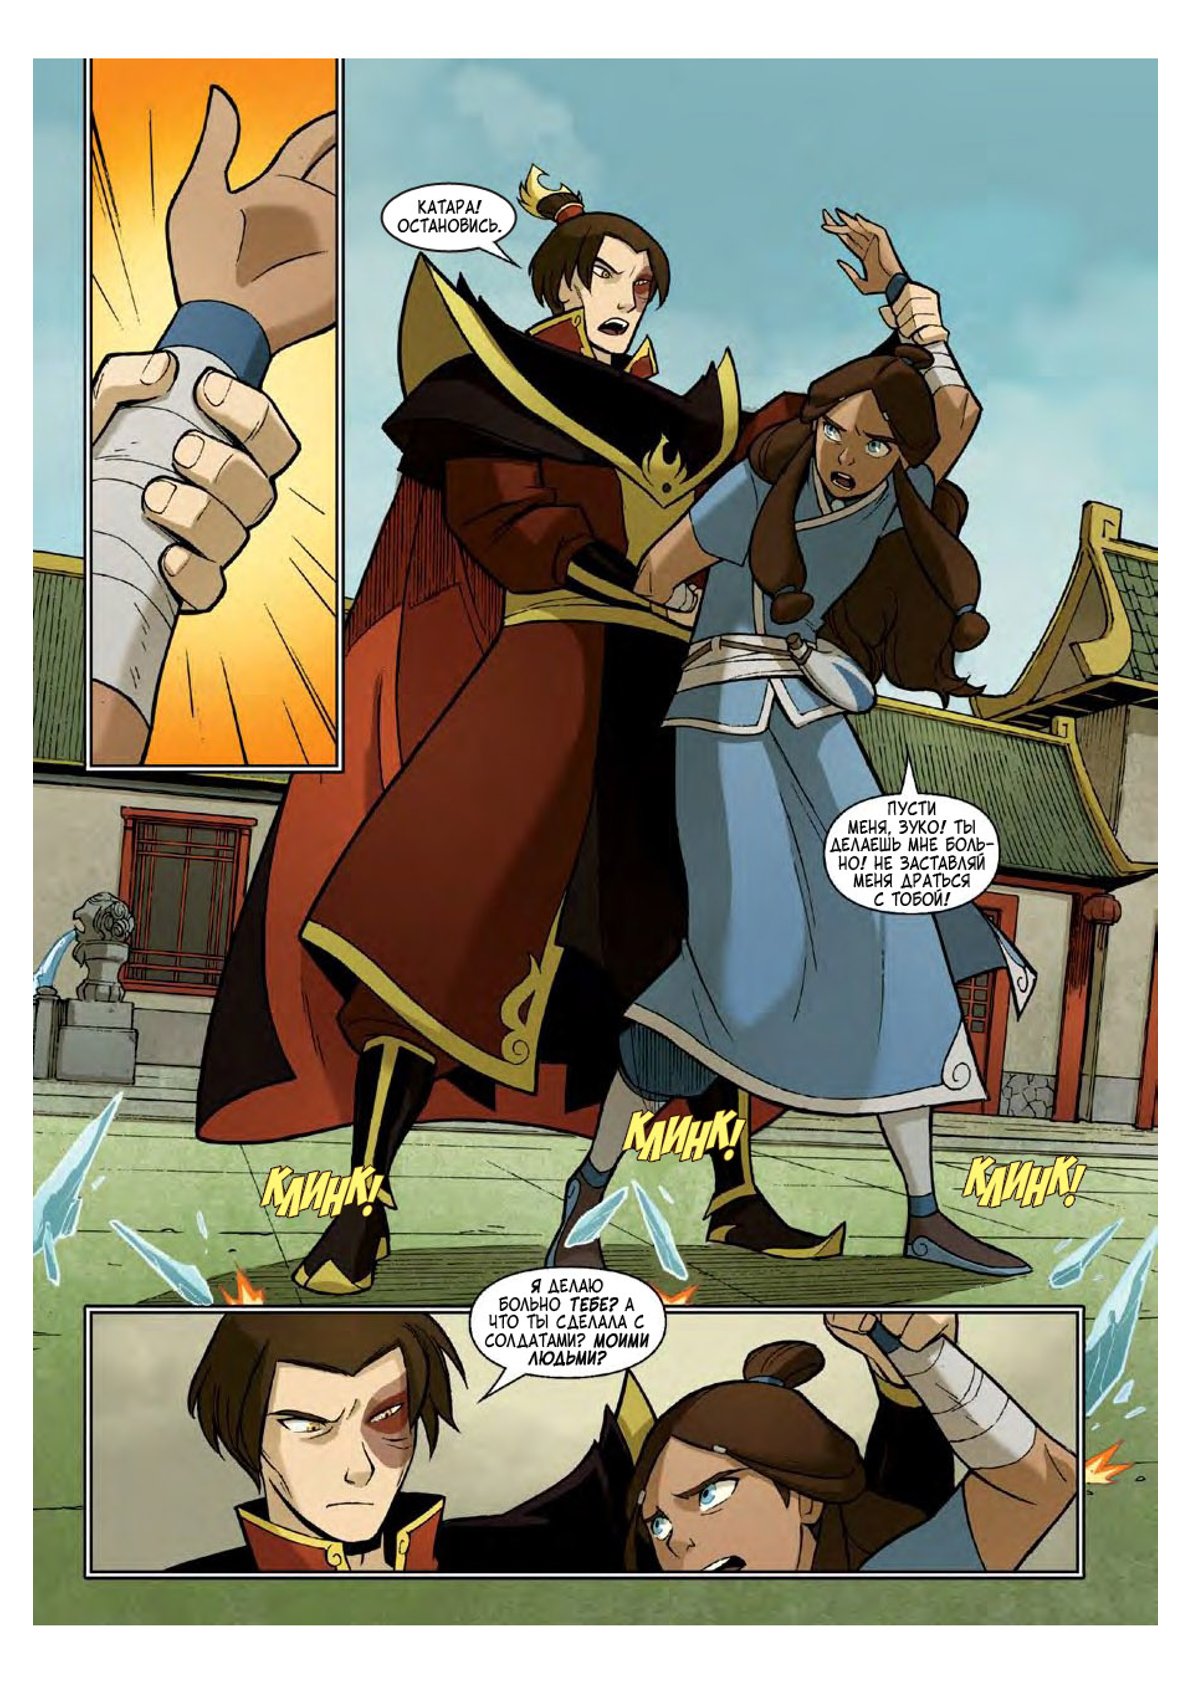 КАТАРА!
ОСТАНОВИСЬ.
ПУСТИ
МЕНЯ, ЗУКО! ТЫ
ДЕЛАЕШЬ МНЕ БОЛЬ-
НО! НЕ ЗАСТАВЛЯЙ
МЕНЯ ДРАТЬСЯ
С ТОБОЙ!
КЛИНК!
КЛИНК!
КЛИНК!
Я ДЕЛАЮ
БОЛЬНО ТЕБЕ? А
ЧТО ТЫ СДЕЛАЛА С
СОЛДАТАМИ? МОИМИ
ЛЮДЬМИ?